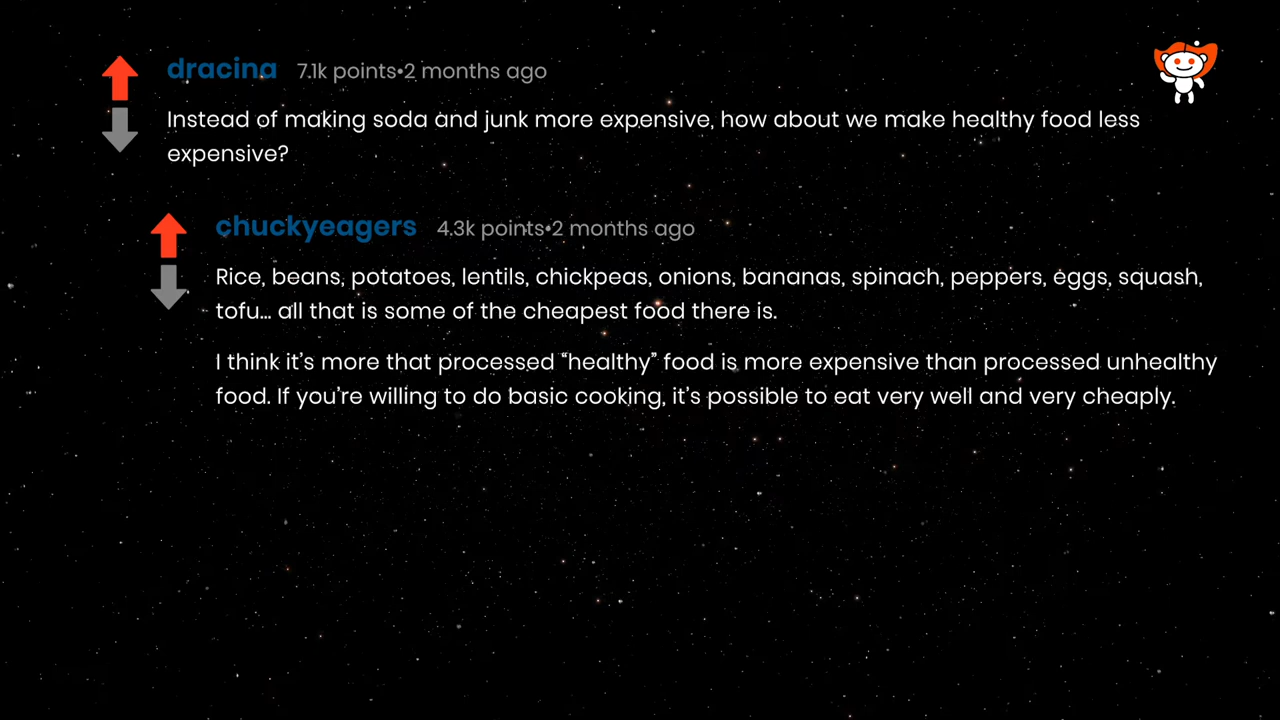 dracina 7.1k points•2 months ago
Instead of making soda and junk more expensive, how about we make healthy food less
expensive?
chuckyeagers 4.3k points•2 months ago
Rice, beans, potatoes, lentils, chickpeas, onions, bananas, spinach, peppers, eggs, squash,
tofu... all that is some of the cheapest food there is.
I think it’s more that processed “healthy” food is more expensive than processed unhealthy
food. If you’re willing to do basic cooking, it’s possible to eat very well and very cheaply.